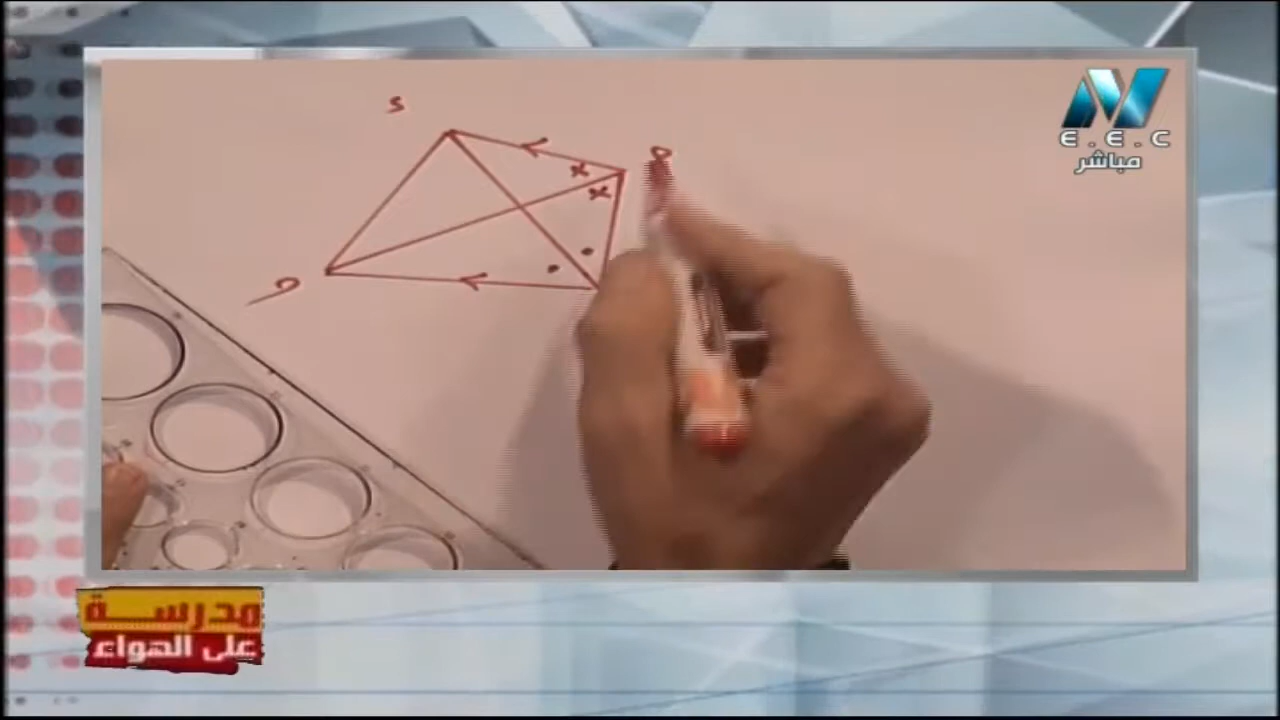 E.E.C
مباشر
s
×
×
مدرسة
على الهواء